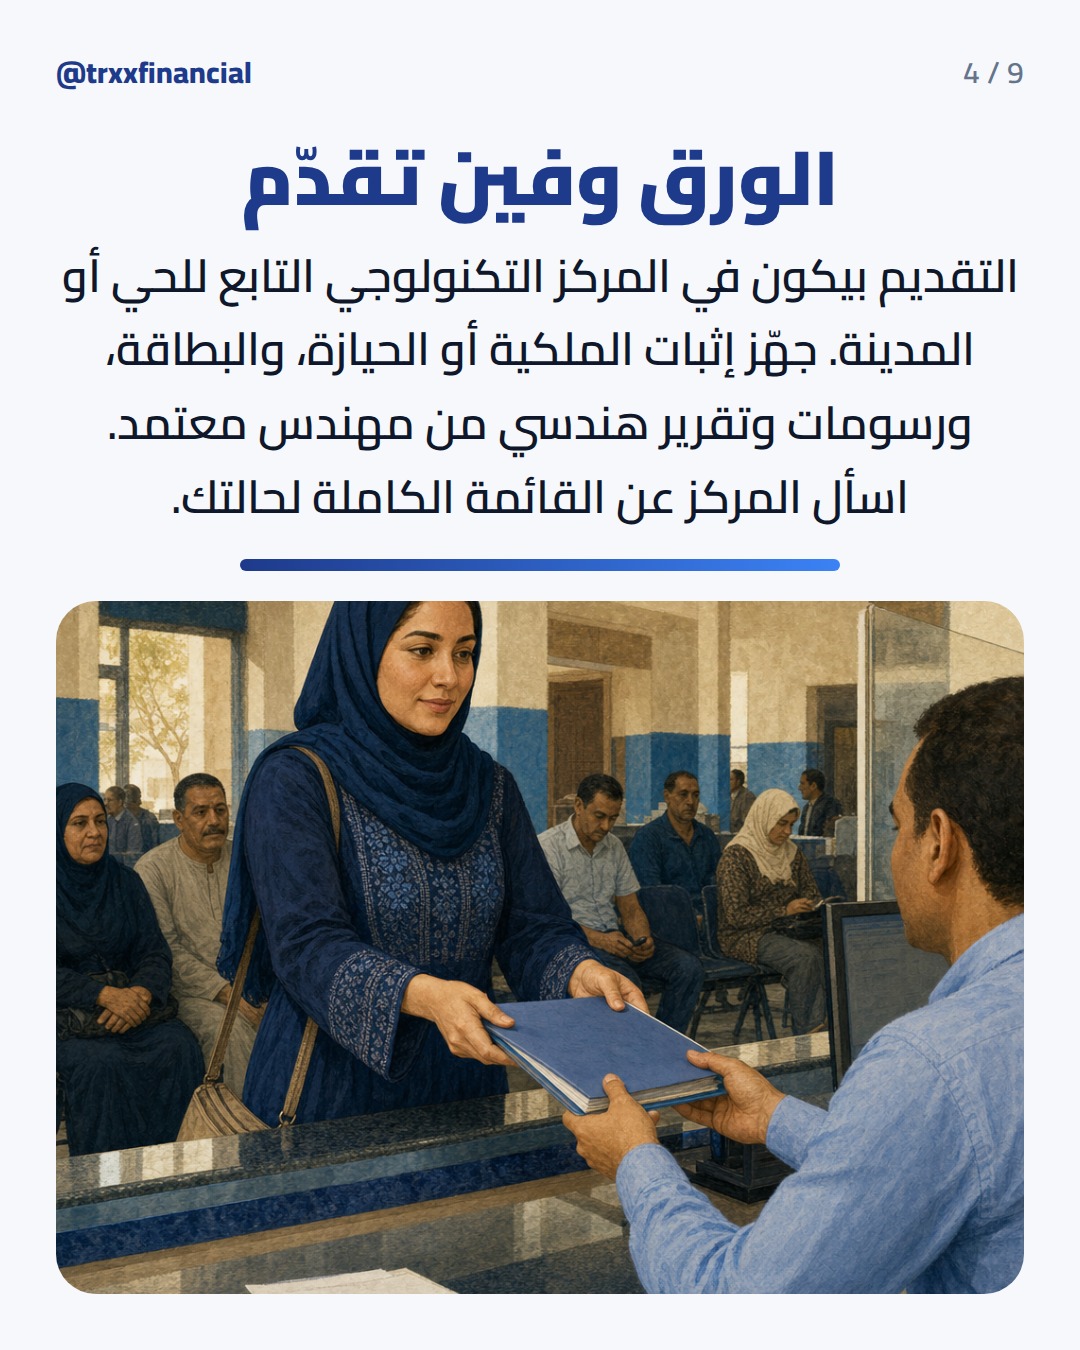 @trxxfinancial
4 / 9
الورق وفين تقدّم
التقديم بيكون في المركز التكنولوجي التابع للحي أو
المدينة. جهّز إثبات الملكية أو الحيازة، والبطاقة،
ورسومات وتقرير هندسي من مهندس معتمد.
اسأل المركز عن القائمة الكاملة لحالتك.